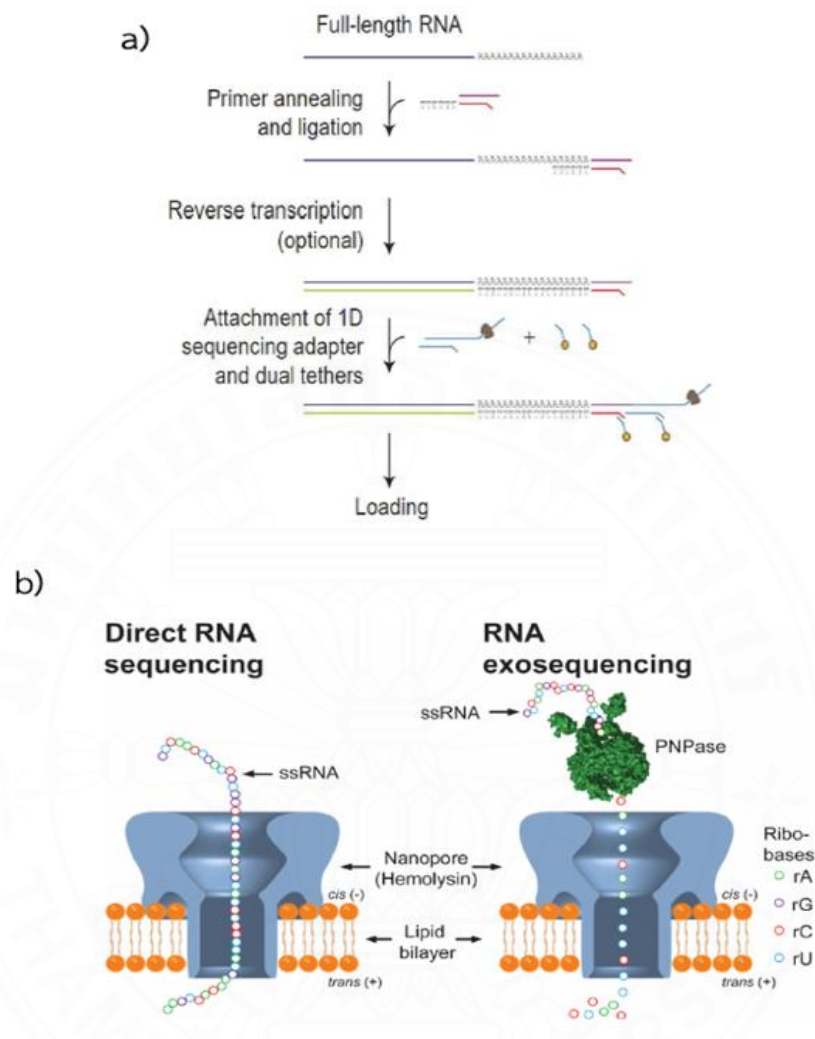 a)
Full-length RNA
Primer annealing
and ligation
Reverse transcription
(optional)
Attachment of 1D
sequencing adapter
and dual tethers
+
Loading
b)
Direct RNA
sequencing
RNA
exosequencing
ssRNA
ssRNA
PNPase
Nanopore
(Hemolysin)
Ribo-
bases
rA
rG
rC
rU
cis (-)
cis (-)
Lipid
bilayer
trans (+)
trans (+)